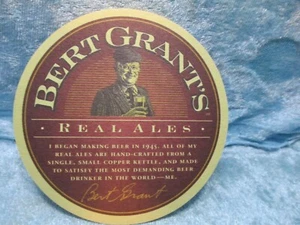 BERT GRANT'S
· REAL ALES ·
I BEGAN MAKING BEER IN 1945. ALL OF MY
REAL ALES ARE HAND-CRAFTED FROM A
SINGLE, SMALL COPPER KETTLE, AND MADE
TO SATISFY THE MOST DEMANDING BEER
DRINKER IN THE WORLD—ME.
Bert Grant